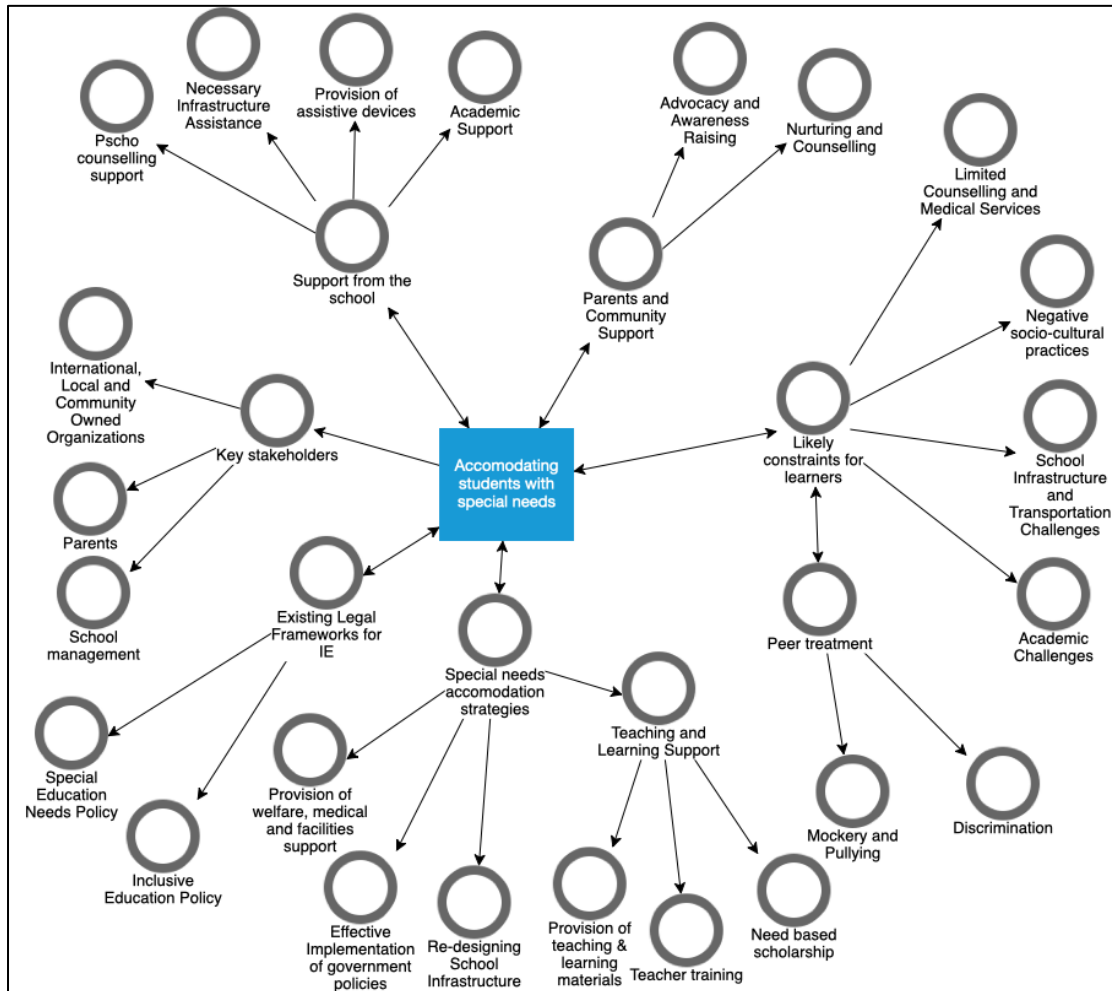 Necessary
Infrastructure
Assistance
Provision of
assistive devices
Academic
Support
Pscho
counselling
support
Advocacy and
Awareness
Raising
Nurturing and
Counselling
Limited
Counselling and
Medical Services
Support from the
school
Parents and
Community
Support
Negative
socio-cultural
practices
International,
Local and
Community
Owned
Organizations
Key stakeholders
Accomodating
students with
special needs
Likely
constraints for
learners
School
Infrastructure
and
Transportation
Challenges
Parents
School
management
Existing Legal
Frameworks for
IE
Special needs
accomodation
strategies
Peer treatment
Academic
Challenges
Teaching and
Learning Support
Special
Education
Needs Policy
Provision of
welfare, medical
and facilities
support
Mockery and
Pullying
Discrimination
Inclusive
Education Policy
Effective
Implementation
of government
policies
Re-designing
School
Infrastructure
Provision of
teaching &
learning
materials
Teacher training
Need based
scholarship